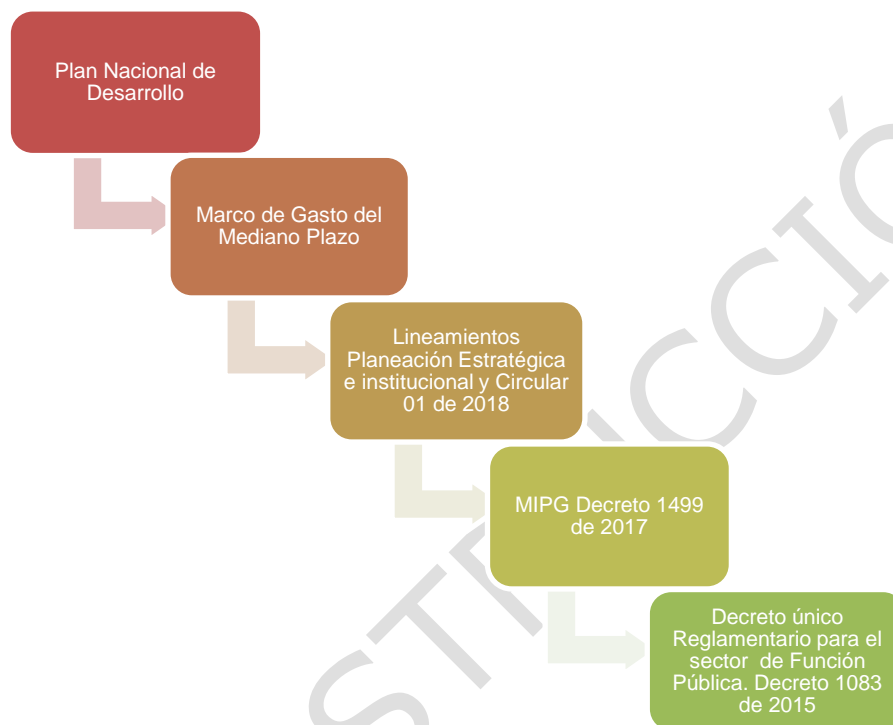 Plan Nacional de
Desarrollo
Marco de Gasto del
Mediano Plazo
Lineamientos
Planeación Estratégica
e institucional y Circular
01 de 2018
MIPG Decreto 1499
de 2017
Decreto único
Reglamentario para el
sector de Función
Pública. Decreto 1083
de 2015